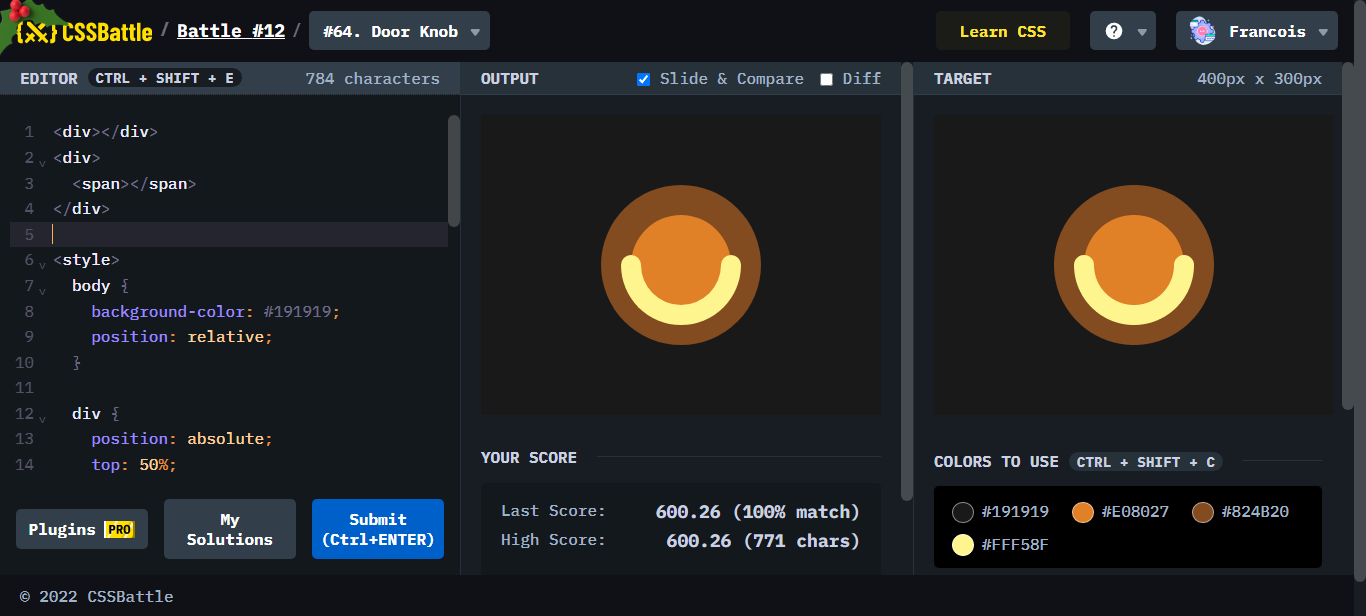 {X} CSSBattle / Battle #12 / #64. Door Knob Learn CSS ? Francois
EDITOR CTRL + SHIFT + E 784 characters
OUTPUT Slide & Compare Diff
TARGET 400px x 300px
1 <div></div>
2 <div>
3 <span></span>
4 </div>
5
6 <style>
7 body {
8 background-color: #191919;
9 position: relative;
10 }
11
12 div {
13 position: absolute;
14 top: 50%;
Plugins PRO
My
Solutions
Submit
(Ctrl+ENTER)
YOUR SCORE
Last Score: 600.26 (100% match)
High Score: 600.26 (771 chars)
COLORS TO USE CTRL + SHIFT + C
#191919 #E08027 #824B20
#FFF58F
© 2022 CSSBattle